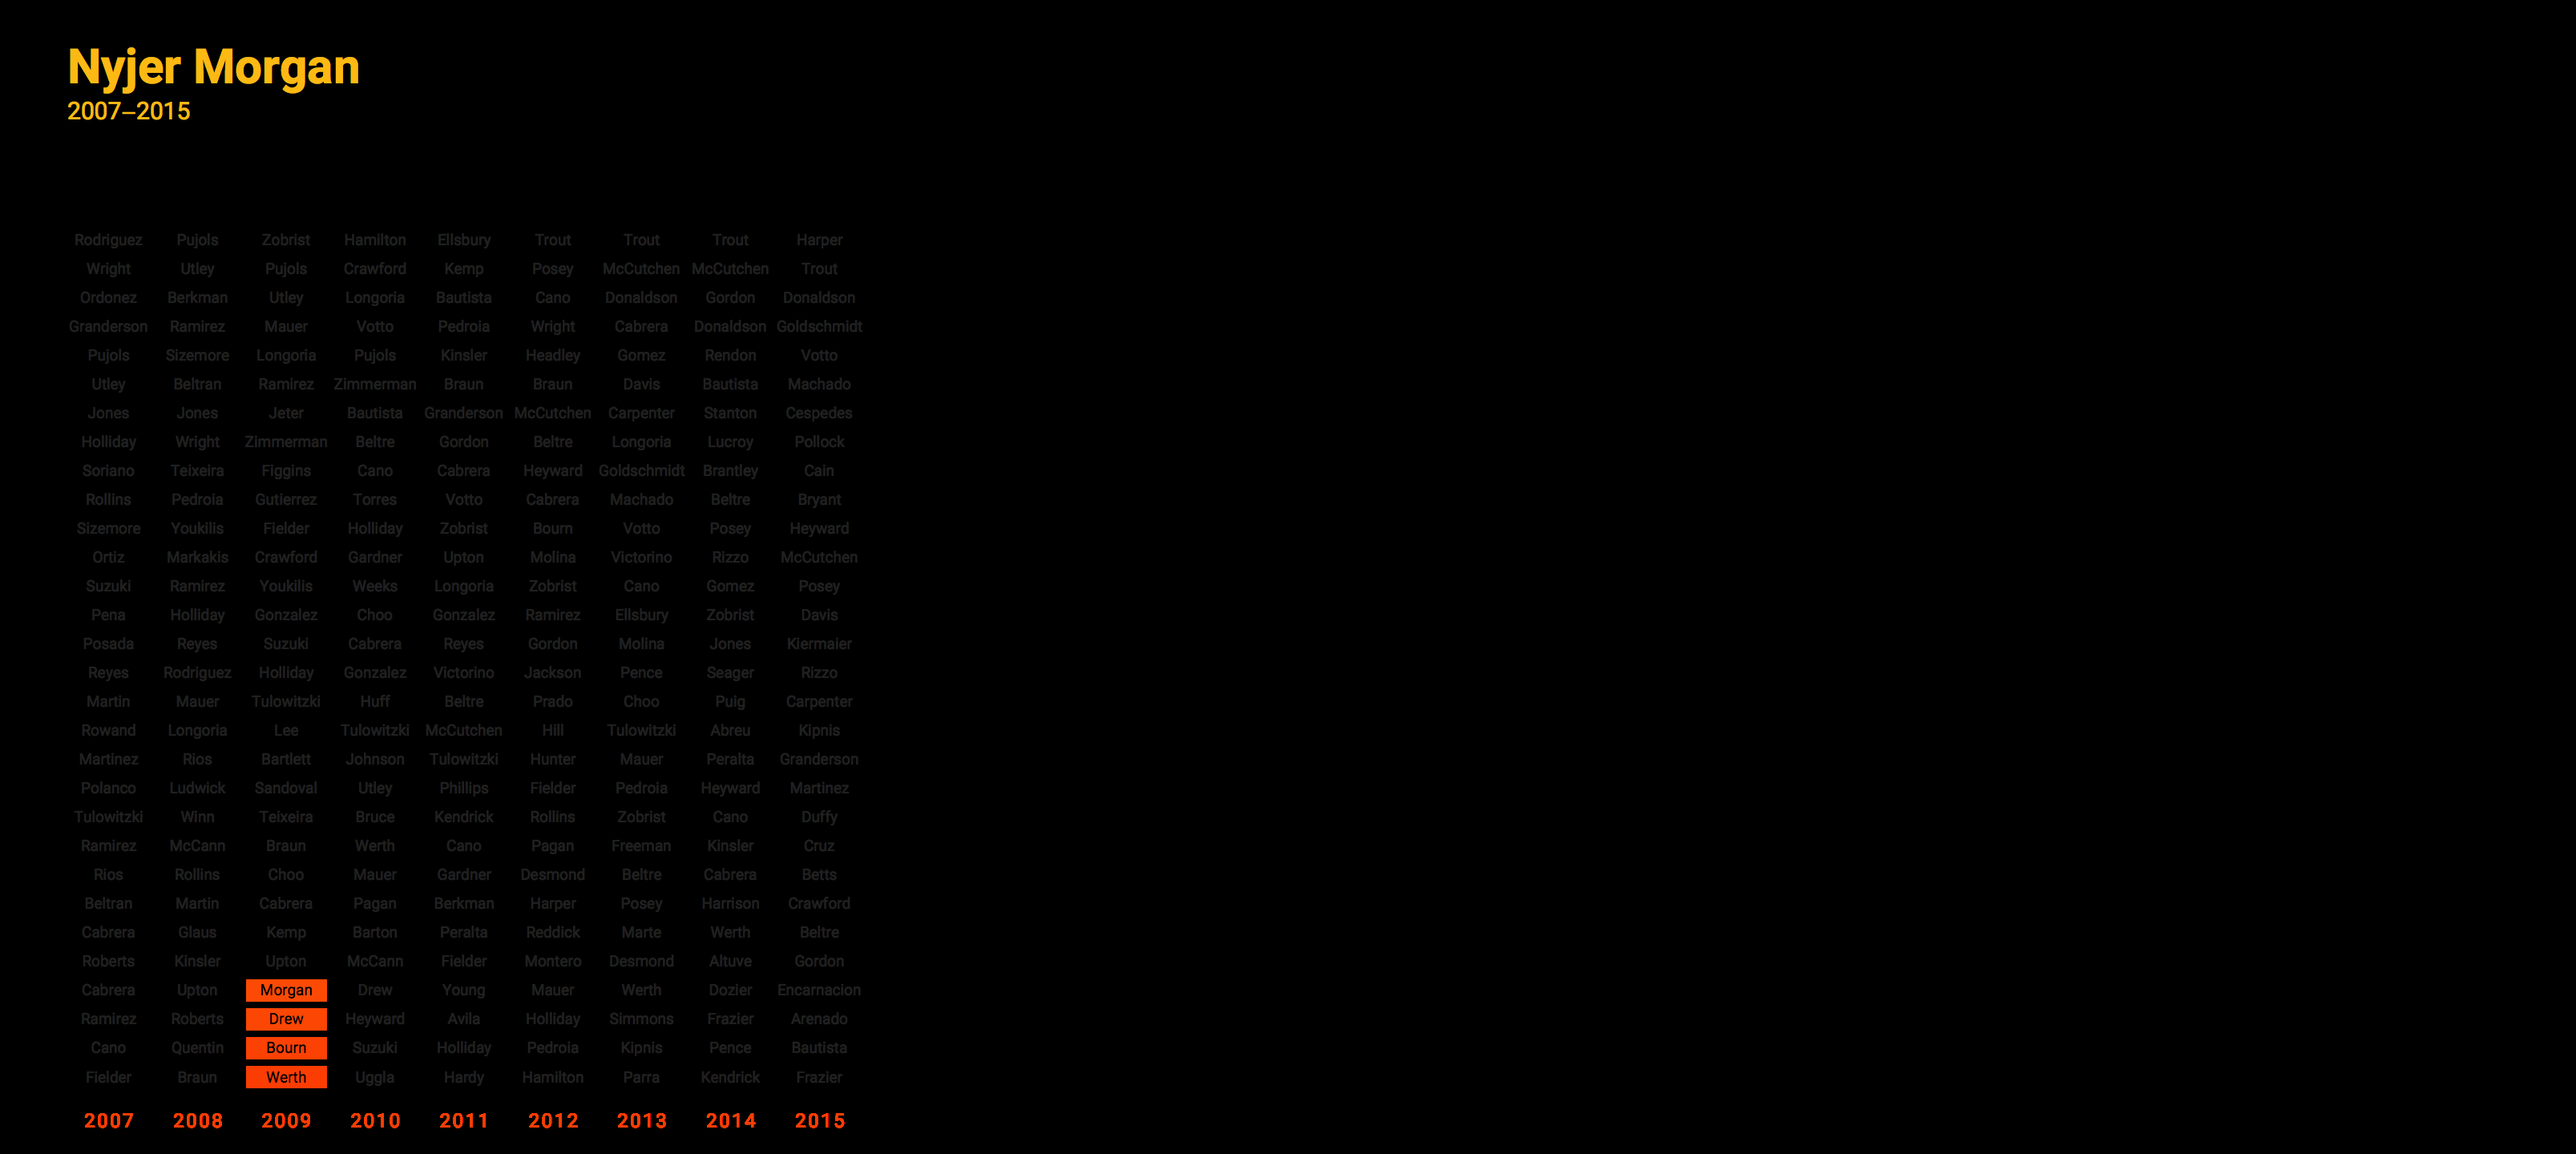 Nyjer Morgan
2007–2015
Rodriguez Pujols Zobrist Hamilton Ellsbury Trout Trout Trout Harper
Wright Utley Pujols Crawford Kemp Posey McCutchen McCutchen Trout
Ordonez Berkman Utley Longoria Bautista Cano Donaldson Gordon Donaldson
Granderson Ramirez Mauer Votto Pedroia Wright Cabrera Donaldson Goldschmidt
Pujols Sizemore Longoria Pujols Kinsler Headley Gomez Rendon Votto
Utley Beltran Ramirez Zimmerman Braun Braun Davis Bautista Machado
Jones Jones Jeter Bautista Granderson McCutchen Carpenter Stanton Cespedes
Holliday Wright Zimmerman Beltre Gordon Beltre Longoria Lucroy Pollock
Soriano Teixeira Figgins Cano Cabrera Heyward Goldschmidt Brantley Cain
Rollins Pedroia Gutierrez Torres Votto Cabrera Machado Beltre Bryant
Sizemore Youkilis Fielder Holliday Zobrist Bourn Votto Posey Heyward
Ortiz Markakis Crawford Gardner Upton Molina Victorino Rizzo McCutchen
Suzuki Ramirez Youkilis Weeks Longoria Zobrist Cano Gomez Posey
Pena Holliday Gonzalez Choo Gonzalez Ramirez Ellsbury Zobrist Davis
Posada Reyes Suzuki Cabrera Reyes Gordon Molina Jones Kiermaier
Reyes Rodriguez Holliday Gonzalez Victorino Jackson Pence Seager Rizzo
Martin Mauer Tulowitzki Huff Beltre Prado Choo Puig Carpenter
Rowand Longoria Lee Tulowitzki McCutchen Hill Tulowitzki Abreu Kipnis
Martinez Rios Bartlett Johnson Tulowitzki Hunter Mauer Peralta Granderson
Polanco Ludwick Sandoval Utley Phillips Fielder Pedroia Heyward Martinez
Tulowitzki Winn Teixeira Bruce Kendrick Rollins Zobrist Cano Duffy
Ramirez McCann Braun Werth Cano Pagan Freeman Kinsler Cruz
Rios Rollins Choo Mauer Gardner Desmond Beltre Cabrera Betts
Beltran Martin Cabrera Pagan Berkman Harper Posey Harrison Crawford
Cabrera Glaus Kemp Barton Peralta Reddick Marte Werth Beltre
Roberts Kinsler Upton McCann Fielder Montero Desmond Altuve Gordon
Cabrera Upton Morgan Drew Young Mauer Werth Dozier Encarnacion
Ramirez Roberts Drew Heyward Avila Holliday Simmons Frazier Arenado
Cano Quentin Bourn Suzuki Holliday Pedroia Kipnis Pence Bautista
Fielder Braun Werth Uggla Hardy Hamilton Parra Kendrick Frazier
2007 2008 2009 2010 2011 2012 2013 2014 2015